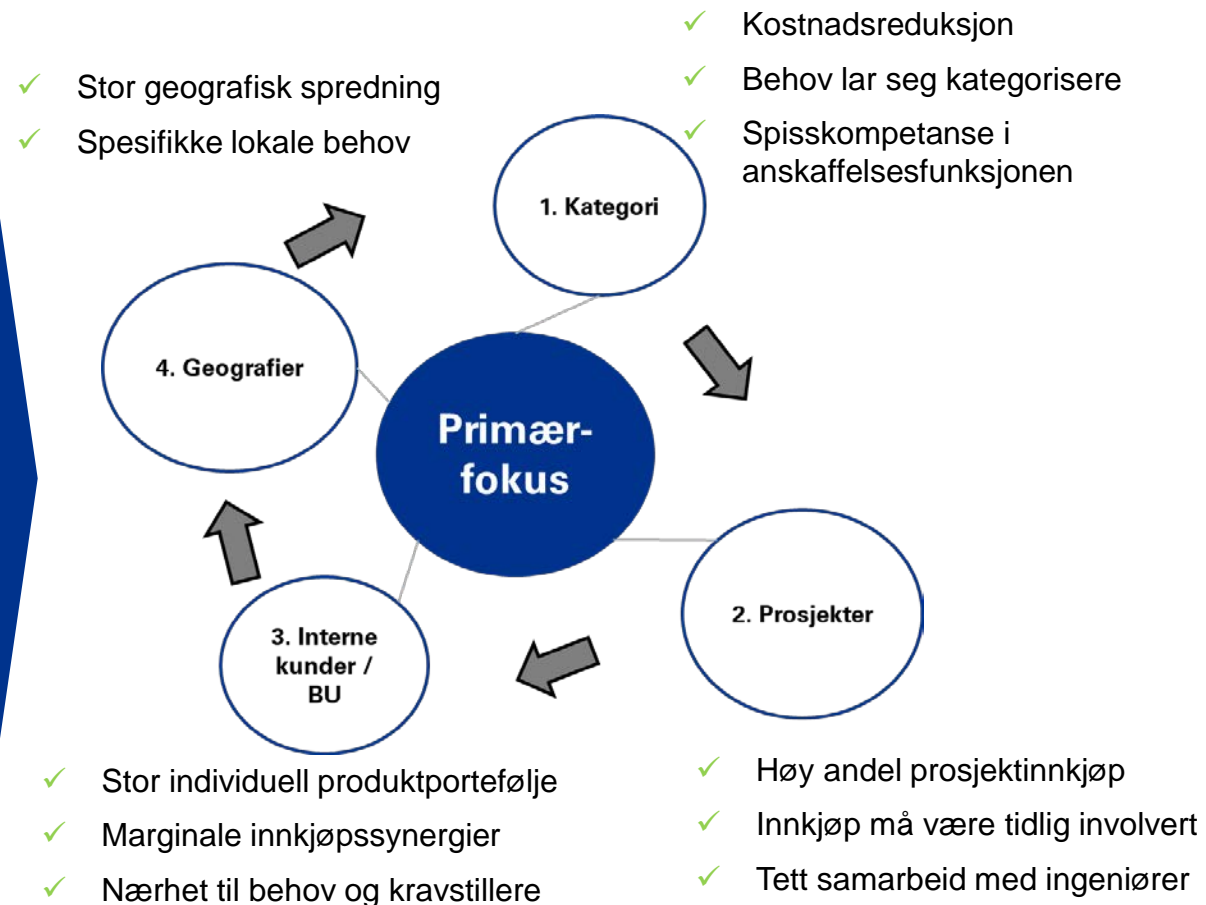 Kostnadsreduksjon
Behov lar seg kategorisere
Spisskompetanse i
anskaffelsesfunksjonen
Stor geografisk spredning
Spesifikke lokale behov
1. Kategori
4. Geografier
Primær-
fokus
2. Prosjekter
3. Interne
kunder /
BU
Stor individuell produktportefølje
Marginale innkjøpssynergier
Nærhet til behov og kravstillere
Høy andel prosjektinnkjøp
Innkjøp må være tidlig involvert
Tett samarbeid med ingeniører